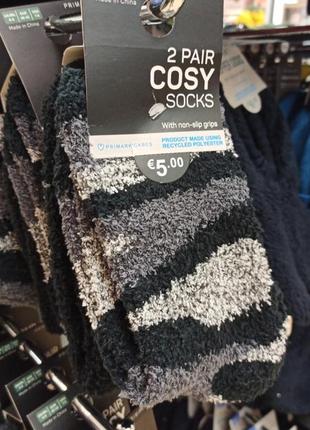 PRIMARK
Made in China
2 PAIR
COSY
SOCKS
With non-slip grips
PRIMARK CARES
PRODUCT MADE USING
RECYCLED POLYESTER
€5.00